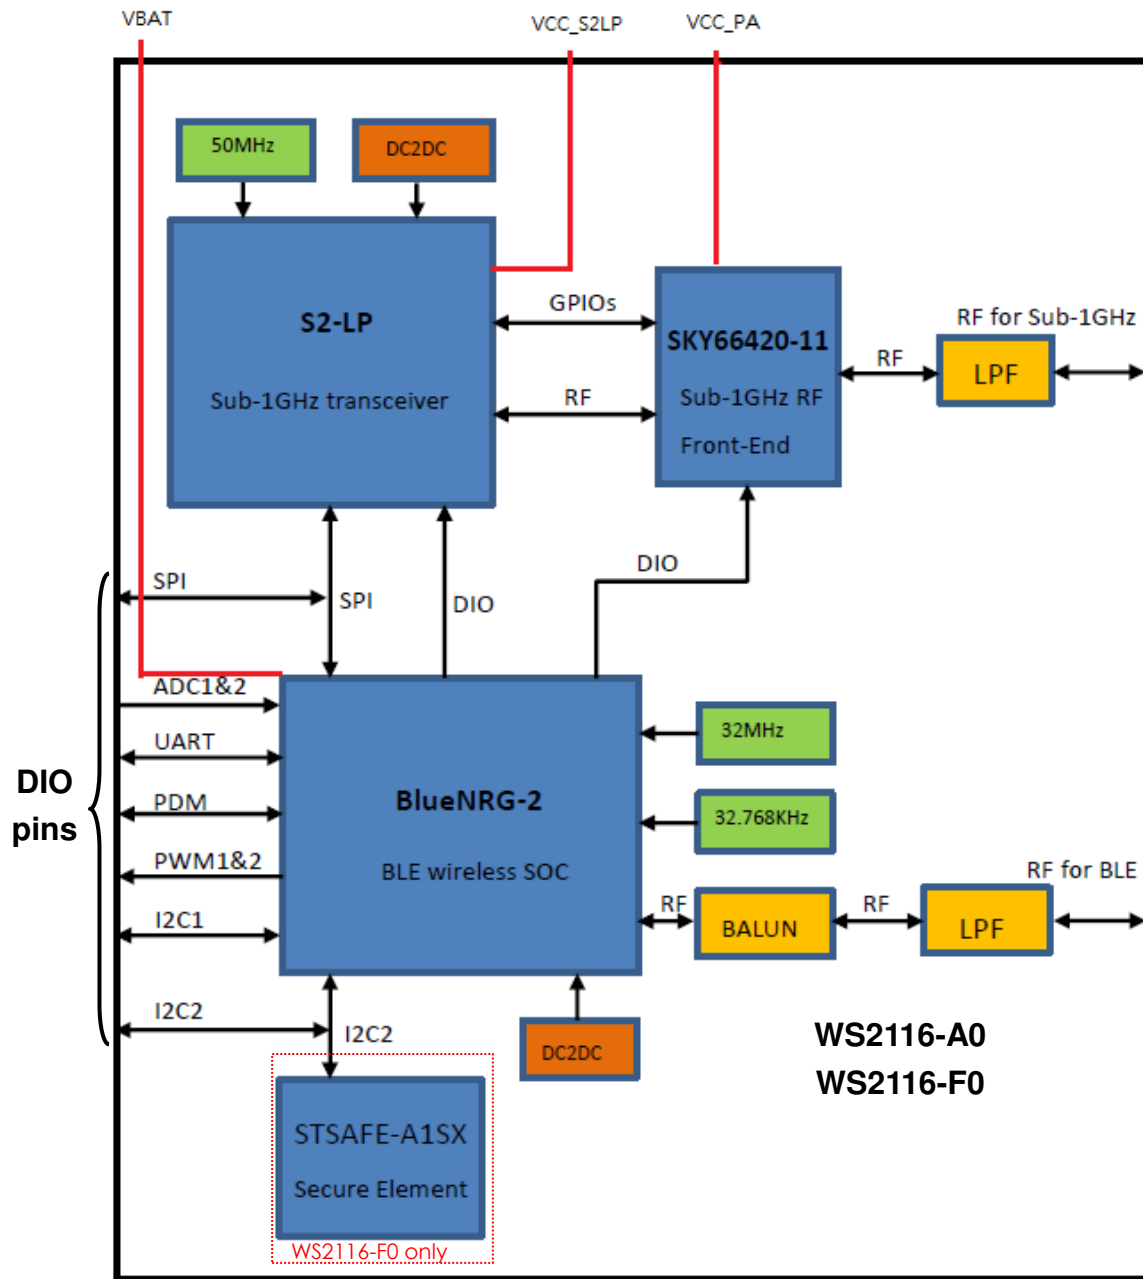 VBAT
VCC_S2LP
VCC_PA
50MHz
DC2DC
S2-LP
Sub-1GHz transceiver
GPIOs
RF
SKY66420-11
Sub-1GHz RF
Front-End
RF
RF for Sub-1GHz
LPF
SPI
SPI
DIO
DIO
DIO
pins
ADC1&2
UART
PDM
PWM1&2
I2C1
I2C2
BlueNRG-2
BLE wireless SOC
32MHz
32.768KHz
RF
BALUN
RF
RF for BLE
LPF
I2C2
DC2DC
WS2116-A0
WS2116-F0
STSAFE-A1SX
Secure Element
WS2116-F0 only